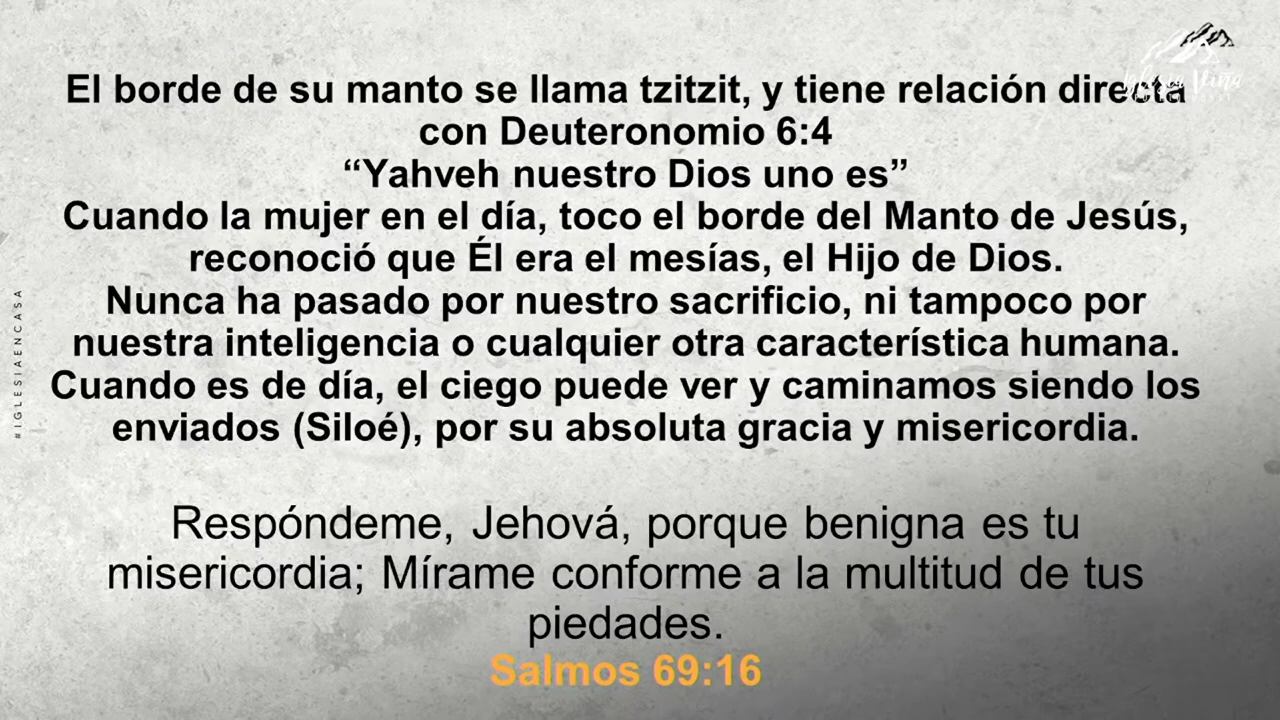 El borde de su manto se llama tzitzit, y tiene relación directa
con Deuteronomio 6:4
“Yahveh nuestro Dios uno es”
Cuando la mujer en el día, toco el borde del Manto de Jesús,
reconoció que Él era el mesías, el Hijo de Dios.
Nunca ha pasado por nuestro sacrificio, ni tampoco por
nuestra inteligencia o cualquier otra característica humana.
Cuando es de día, el ciego puede ver y caminamos siendo los
enviados (Siloé), por su absoluta gracia y misericordia.
Respóndeme, Jehová, porque benigna es tu
misericordia; Mírame conforme a la multitud de tus
piedades.
Salmos 69:16
#IGLESIAENCASA
Iglesia Viña